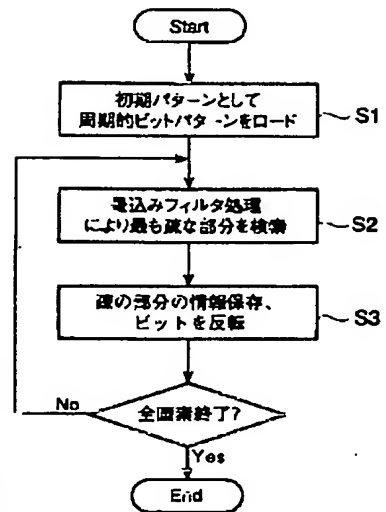 Start
初期パターンとして
周期的ビットパターンをロード
S1
畳込みフィルタ処理
により最も疎な部分を検索
S2
疎の部分の情報保存、
ビットを反転
S3
全画素終了?
No
Yes
End